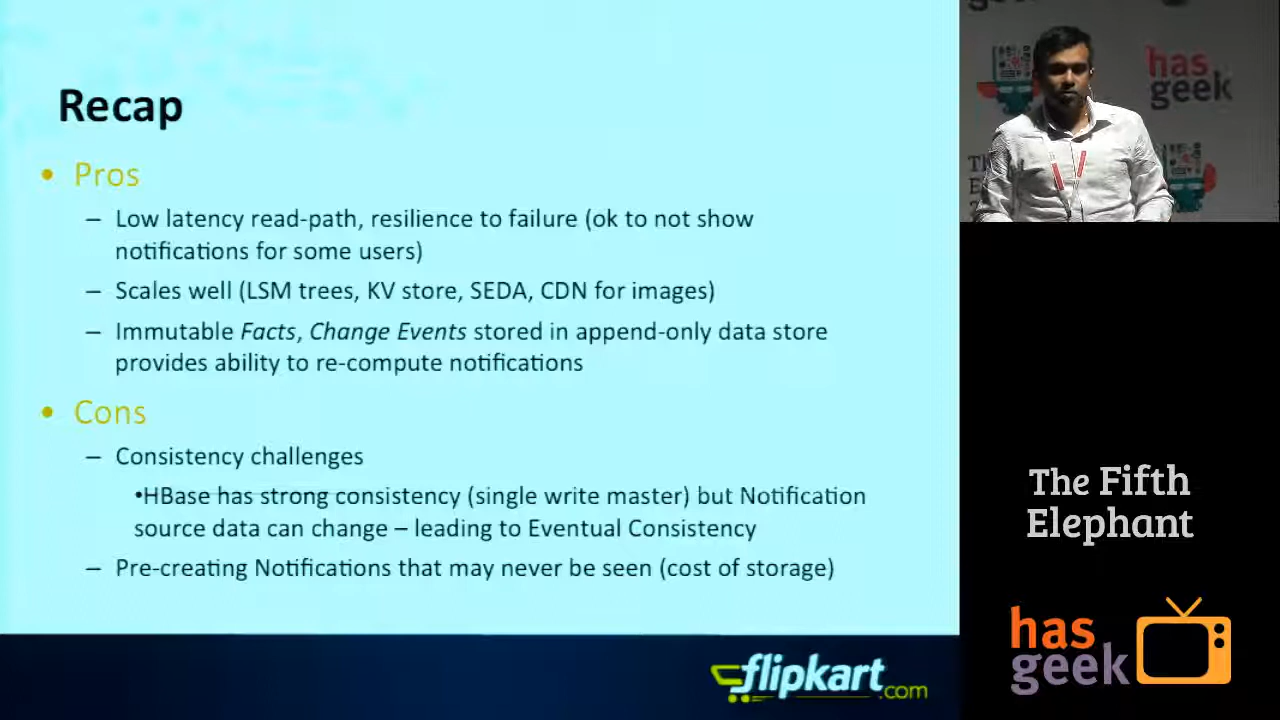 Recap
• Pros
– Low latency read-path, resilience to failure (ok to not show
notifications for some users)
– Scales well (LSM trees, KV store, SEDA, CDN for images)
– Immutable Facts, Change Events stored in append-only data store
provides ability to re-compute notifications
• Cons
– Consistency challenges
•HBase has strong consistency (single write master) but Notification
source data can change – leading to Eventual Consistency
– Pre-creating Notifications that may never be seen (cost of storage)
flipkart.com
has
geek
The Fifth
Elephant
has
geek